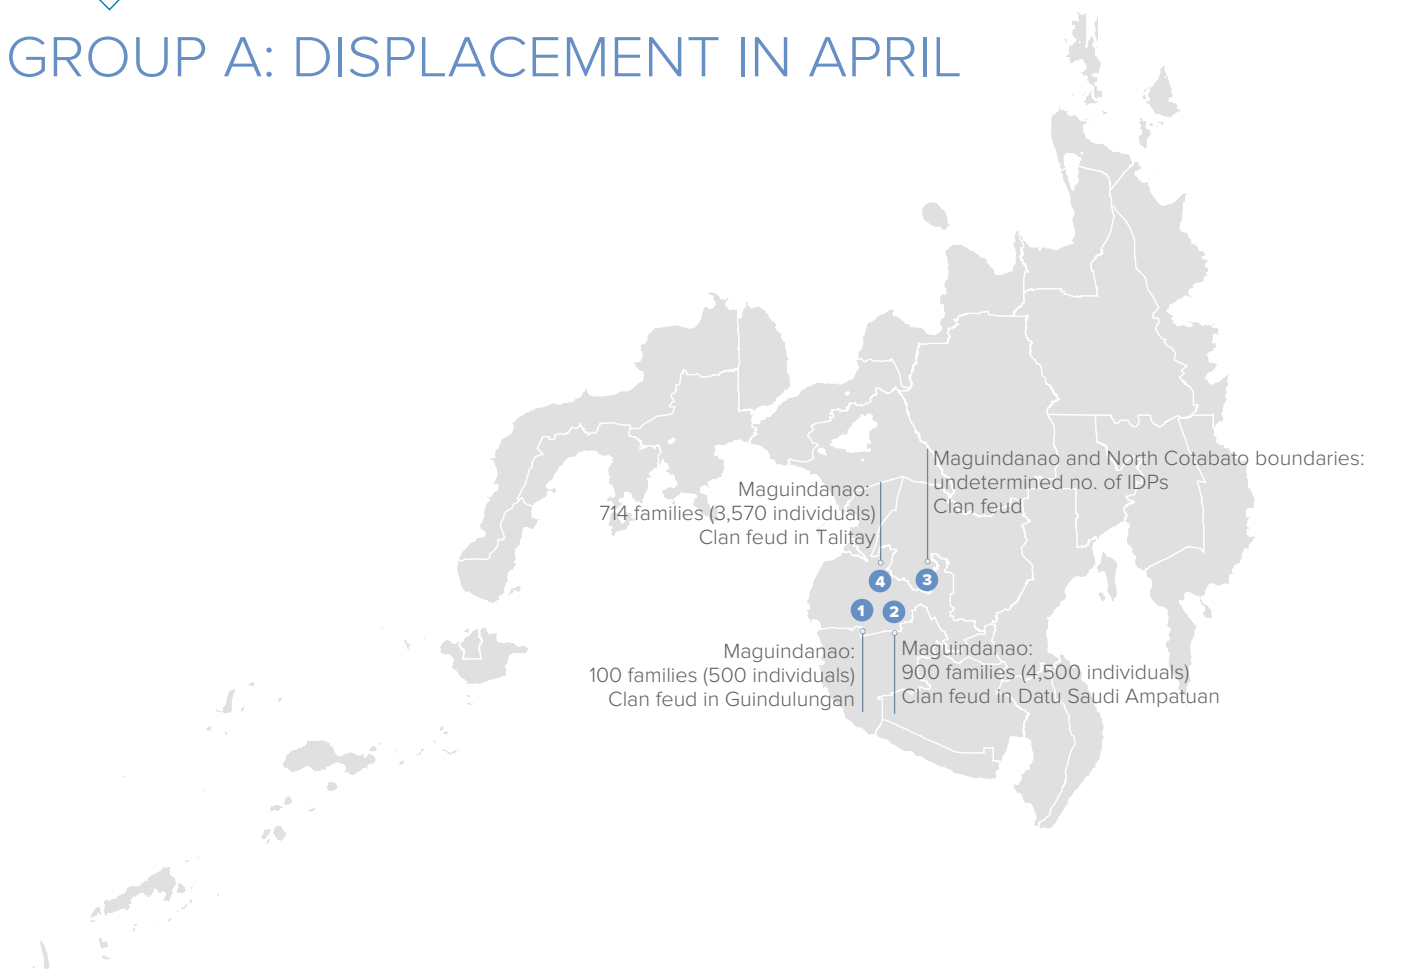 GROUP A: DISPLACEMENT IN APRIL
Maguindanao and North Cotabato boundaries:
undetermined no. of IDPs
Clan feud
Maguindanao:
714 families (3,570 individuals)
Clan feud in Talitay
4
3
1
2
Maguindanao:
100 families (500 individuals)
Clan feud in Guindulungan
Maguindanao:
900 families (4,500 individuals)
Clan feud in Datu Saudi Ampatuan